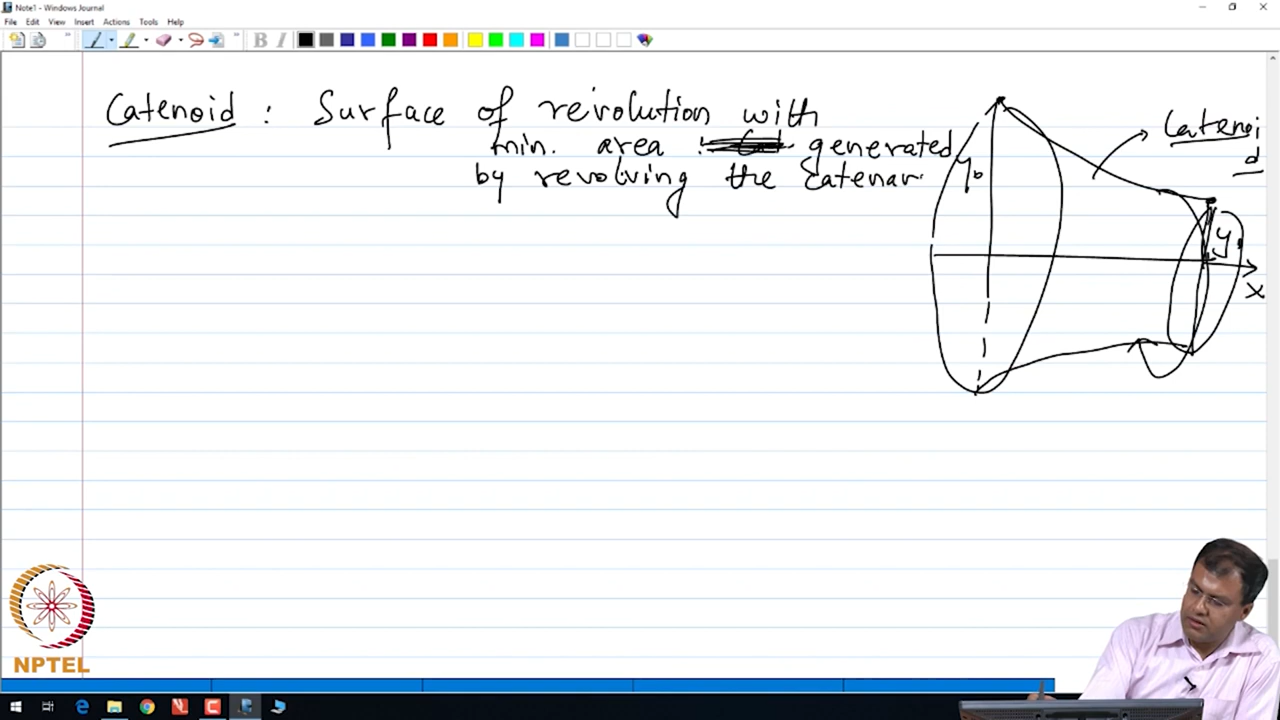 Note1 - Windows Journal
File Edit View Insert Actions Tools Help
Catenoid : Surface of revolution with
min. area : generated
by revolving the Catenar
y₀
Catenoi
d
y₁
x
NPTEL